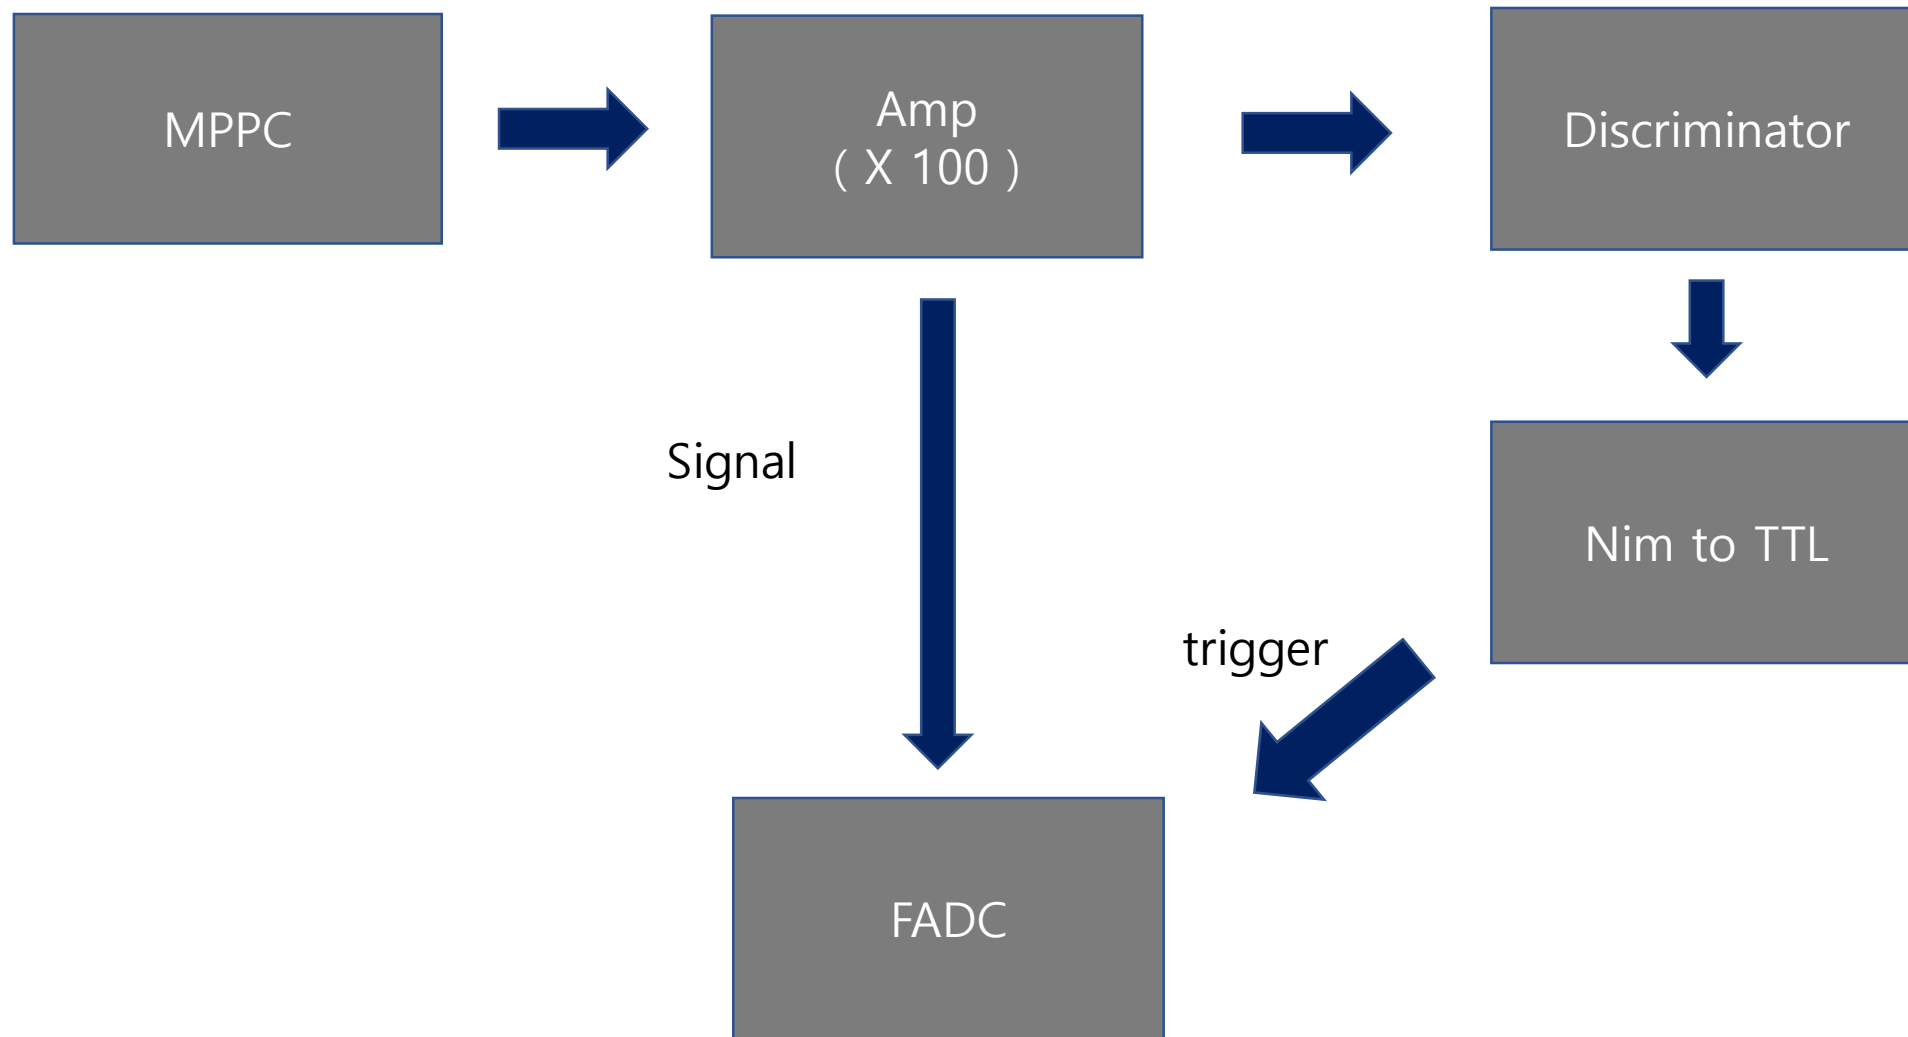 MPPC
Amp
( X 100 )
Discriminator
Signal
Nim to TTL
trigger
FADC